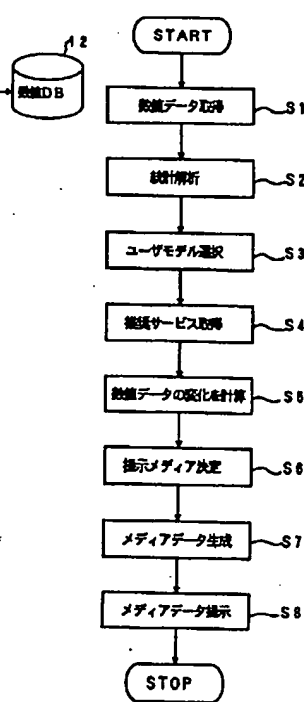 12
数値DB
START
数値データ取得
S1
統計解析
S2
ユーザモデル選択
S3
推奨サービス取得
S4
数値データの変化を計算
S5
提示メディア決定
S6
メディアデータ生成
S7
メディアデータ提示
S8
STOP